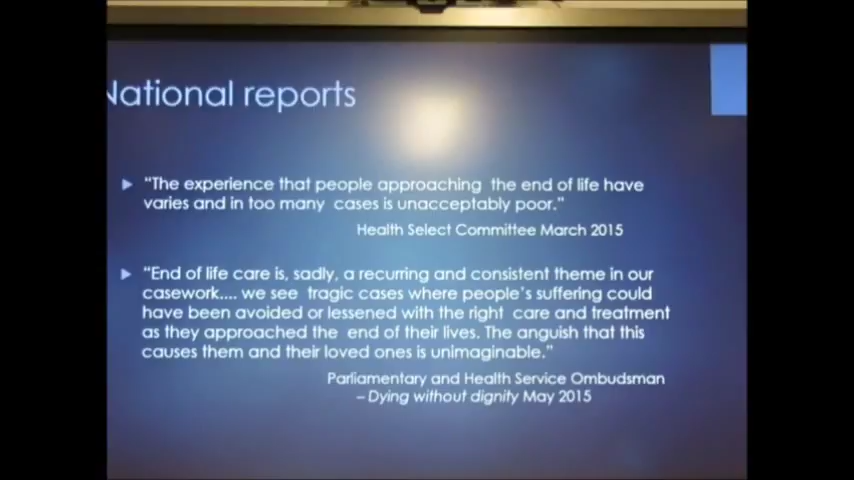 National reports
"The experience that people approaching the end of life have
varies and in too many cases is unacceptably poor."
Health Select Committee March 2015
"End of life care is, sadly, a recurring and consistent theme in our
casework.... we see tragic cases where people's suffering could
have been avoided or lessened with the right care and treatment
as they approached the end of their lives. The anguish that this
causes them and their loved ones is unimaginable."
Parliamentary and Health Service Ombudsman
– Dying without dignity May 2015